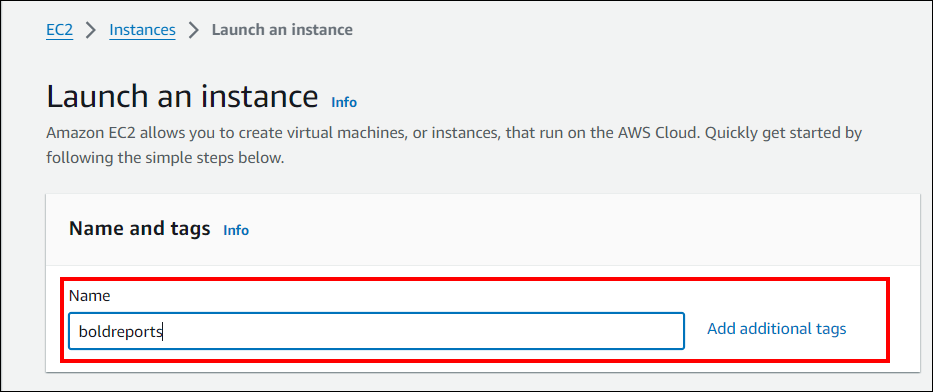 EC2 > Instances > Launch an instance
Launch an instance Info
Amazon EC2 allows you to create virtual machines, or instances, that run on the AWS Cloud. Quickly get started by
following the simple steps below.
Name and tags Info
Name
boldreports
Add additional tags